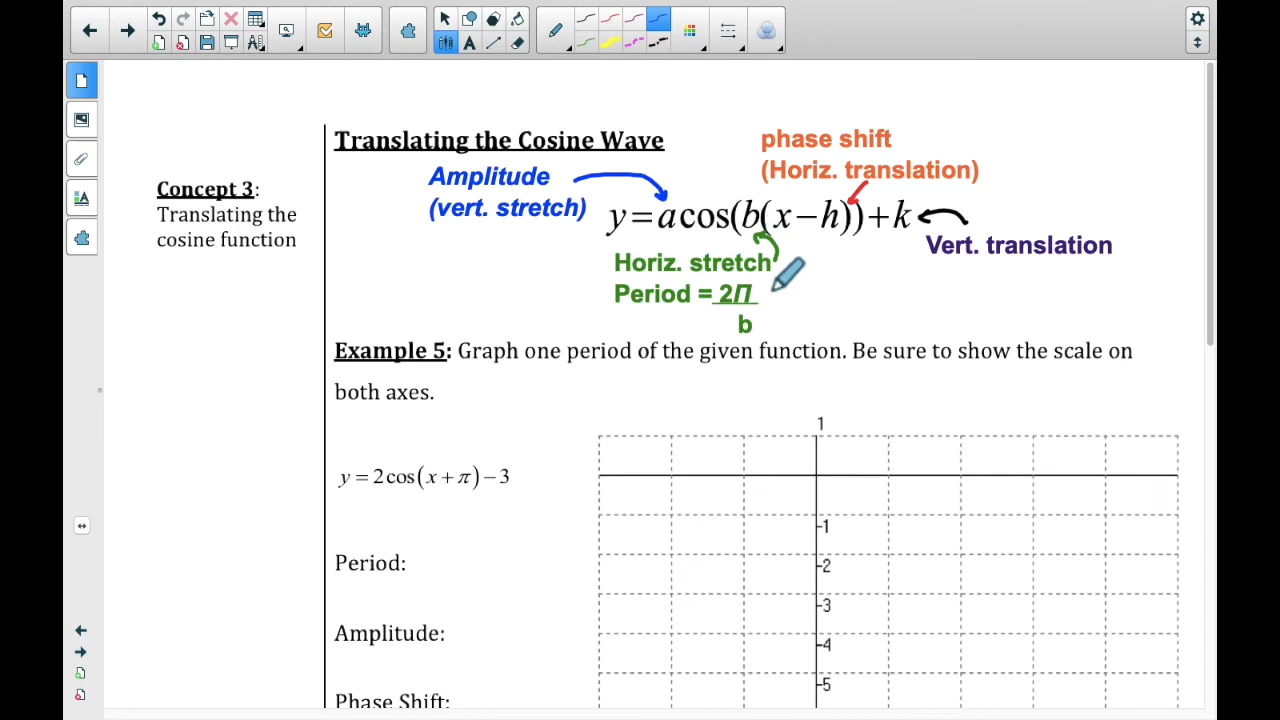 Translating the Cosine Wave
phase shift
(Horiz. translation)
Concept 3:
Translating the
cosine function
Amplitude
(vert. stretch)
y = a cos(b(x − h)) + k
Vert. translation
Horiz. stretch
Period = 2Π
b
Example 5: Graph one period of the given function. Be sure to show the scale on
both axes.
1
y = 2cos(x + π) − 3
-1
-2
-3
-4
-5
Period:
Amplitude:
Phase Shift: